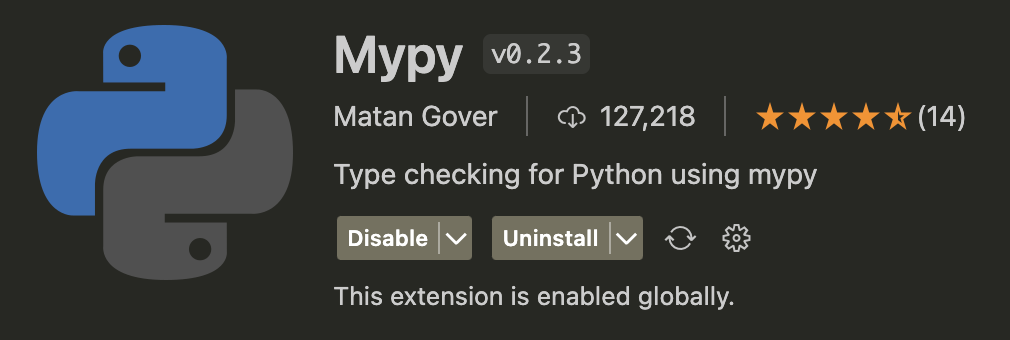 Mypy v0.2.3
Matan Gover 127,218 (14)
Type checking for Python using mypy
Disable Uninstall
This extension is enabled globally.